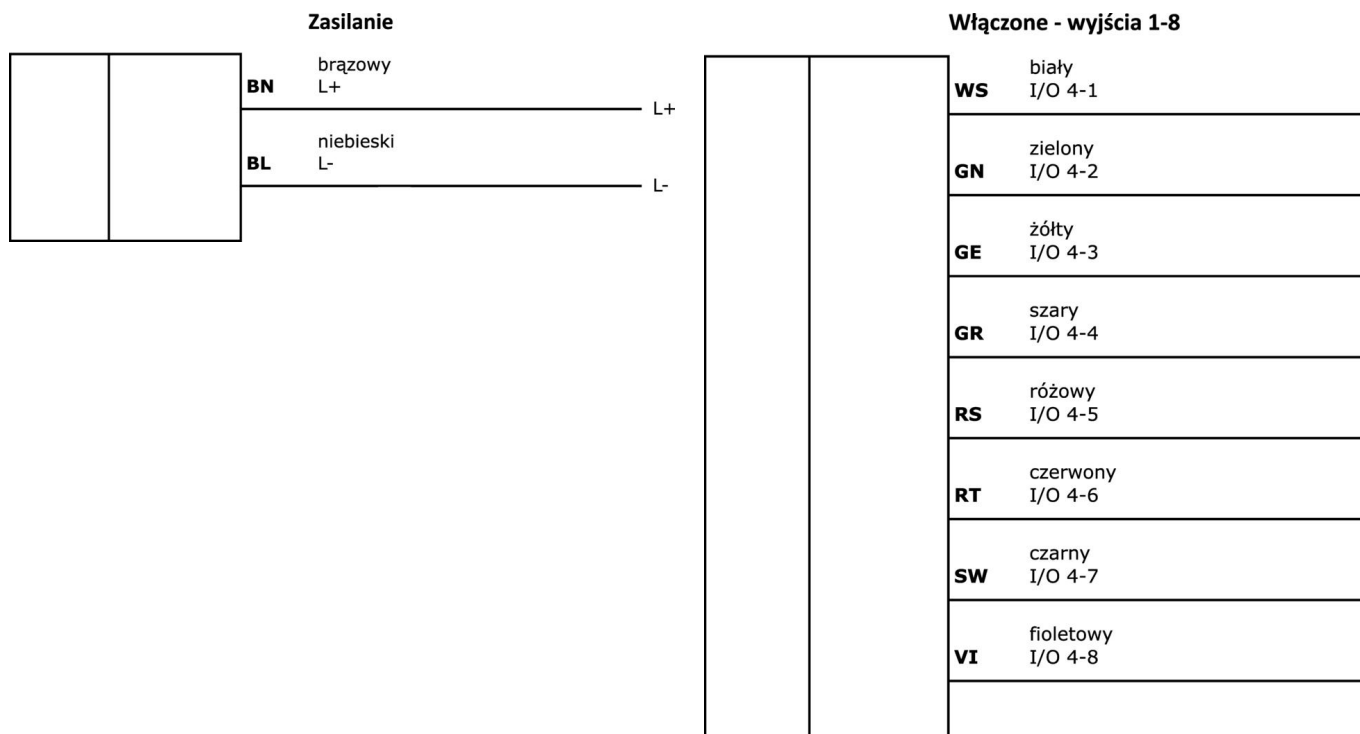 Zasilanie
brązowy
BN L+
L+
niebieski
BL L-
L-
Włączone - wyjścia 1-8
biały
WS I/O 4-1
zielony
GN I/O 4-2
żółty
GE I/O 4-3
szary
GR I/O 4-4
różowy
RS I/O 4-5
czerwony
RT I/O 4-6
czarny
SW I/O 4-7
fioletowy
VI I/O 4-8